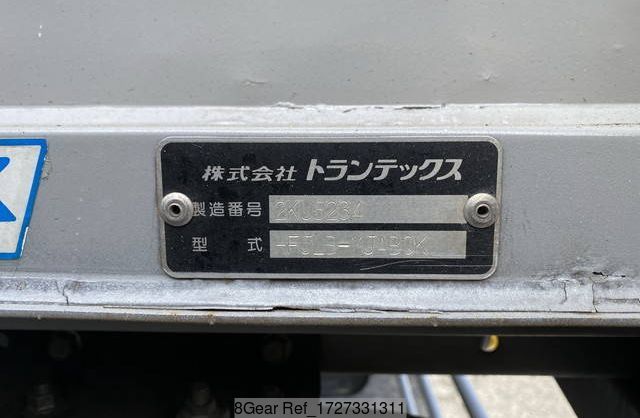 株式会社 トランテックス
製造番号 2KU5234
型式
8Gear Ref_1727331311